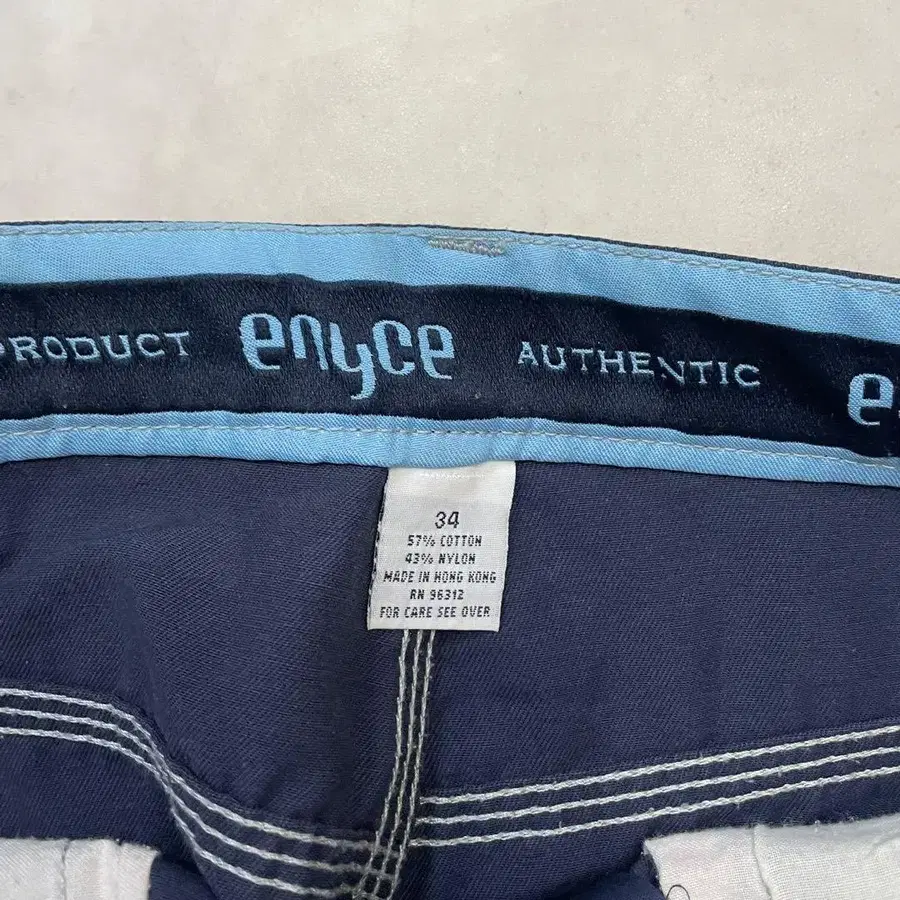 PRODUCT enyce AUTHENTIC e
34
57% COTTON
43% NYLON
MADE IN HONG KONG
RN 96312
FOR CARE SEE OVER